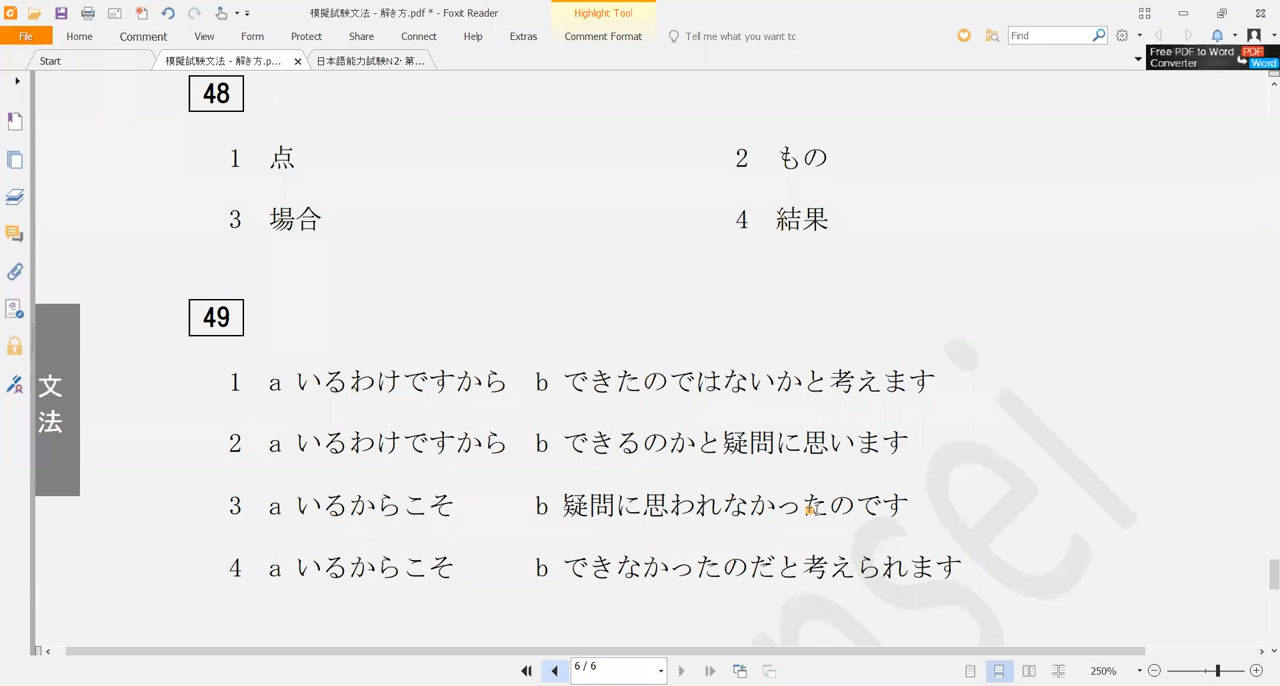 模擬試験文法 - 解き方.pdf * - Foxit Reader
Highlight Tool
File Home Comment View Form Protect Share Connect Help Extras Comment Format Tell me what you want to Find
Free PDF to Word Converter PDF Word
Start 模擬試験文法 - 解き方.p... 日本語能力試験N2· 第...
48
1 点 2 もの
3 場合 4 結果
49
文法
1 a いるわけですから b できたのではないかと考えます
2 a いるわけですから b できるのかと疑問に思います
3 a いるからこそ b 疑問に思われなかったのです
4 a いるからこそ b できなかったのだと考えられます
6 / 6 250%